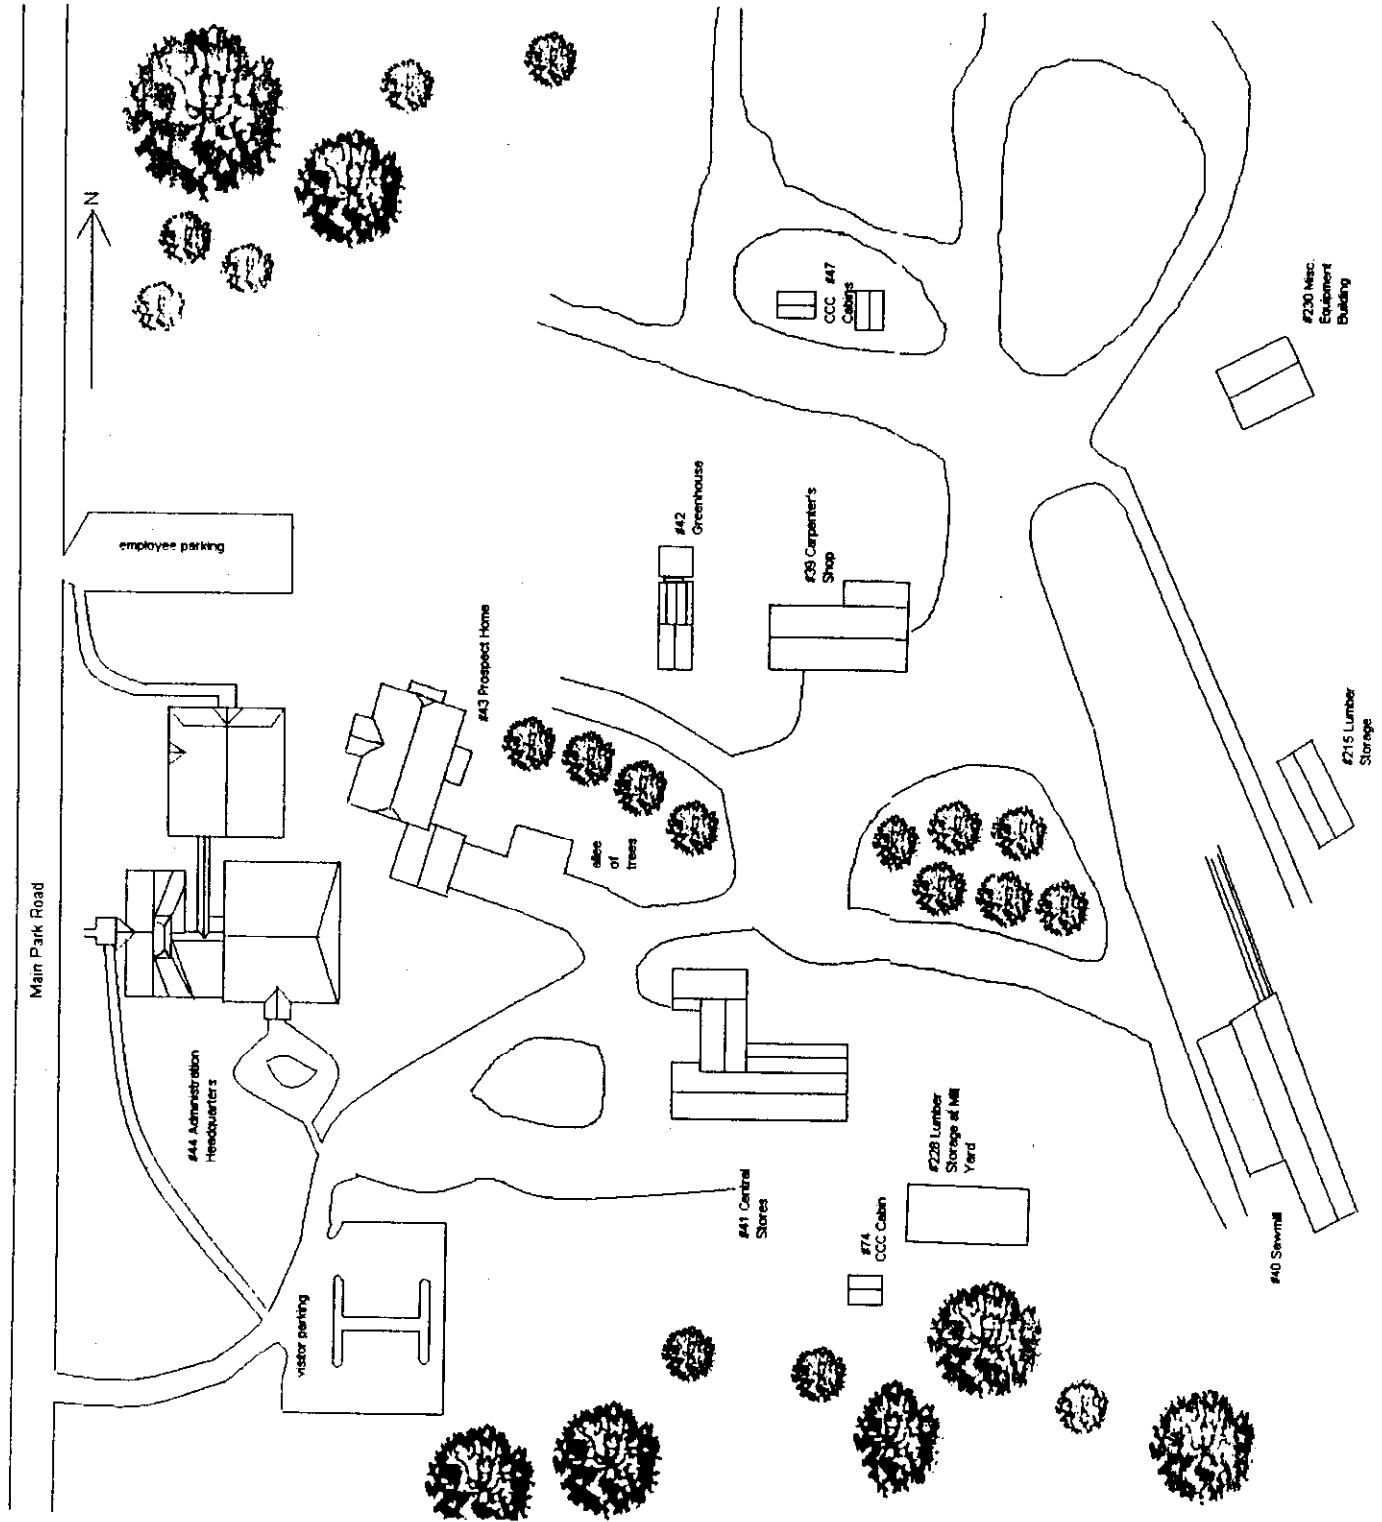 Main Park Road
N
employee parking
#44 Administration
Headquarters
visitor parking
#43 Prospect Home
allee
of
trees
#42
Greenhouse
#39 Carpenter's
Shop
#47
CCC
Cabins
#41 Central
Stores
#74
CCC Cabin
#228 Lumber
Storage at Mill
Yard
#40 Sawmill
#215 Lumber
Storage
#230 Misc.
Equipment
Building